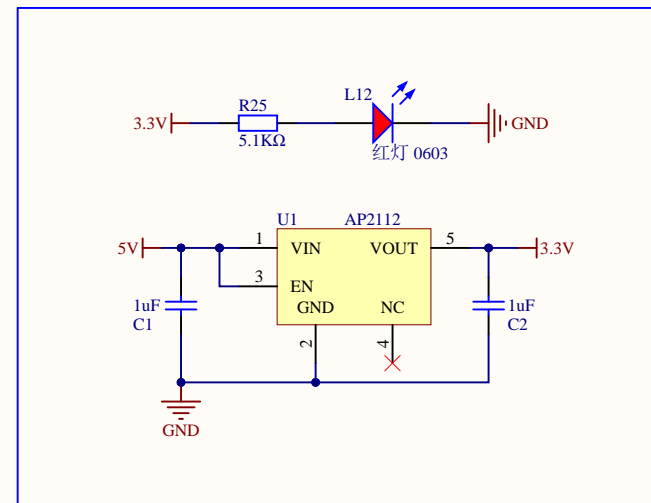 L12
R25
3.3V
GND
5.1KΩ
红灯 0603
U1
AP2112
5V
1
VIN
VOUT
5
3.3V
3
EN
1uF
C1
GND
NC
1uF
C2
2
4
GND